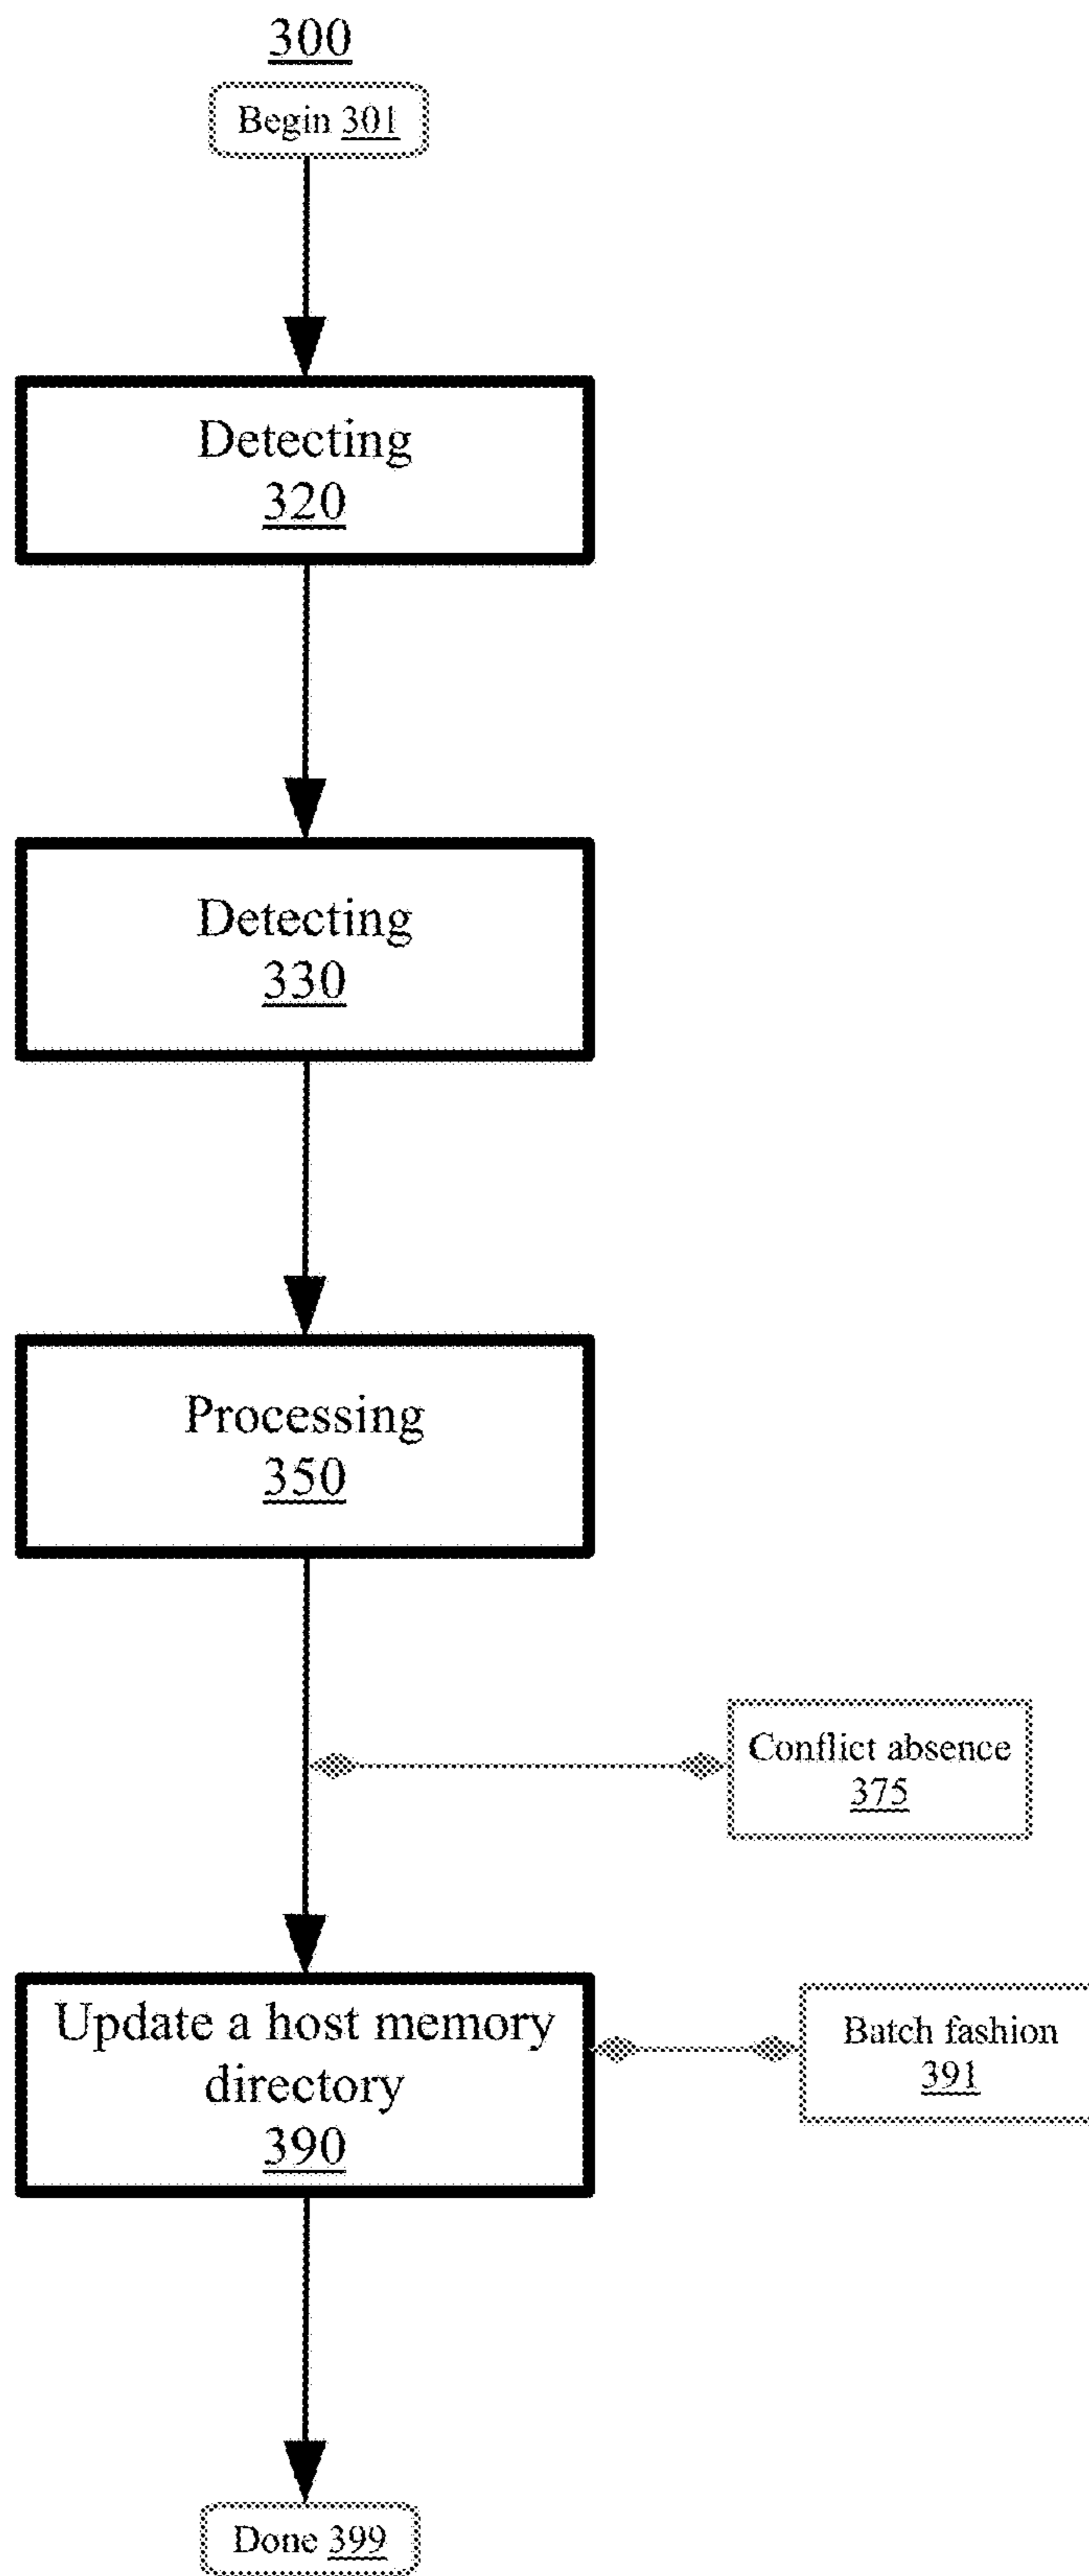 300
Begin 301
Detecting
320
Detecting
330
Processing
350
Conflict absence
375
Update a host memory
directory
390
Batch fashion
391
Done 399